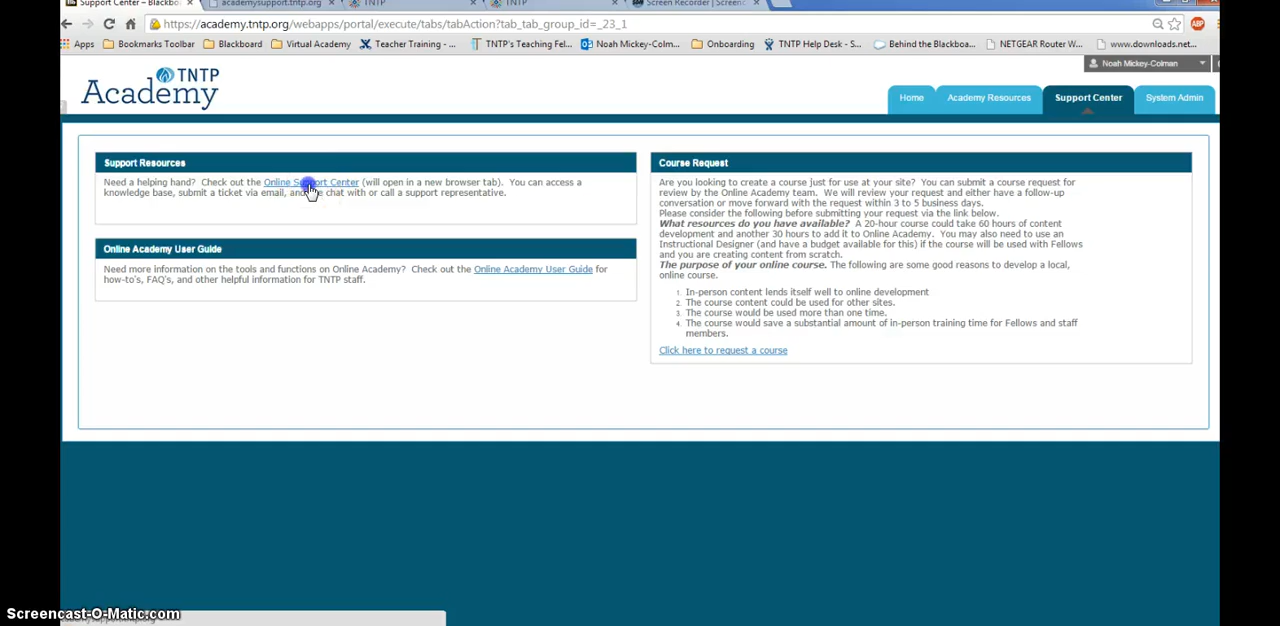 Support Center – Blackbo
academysupport.tntp.org
TNTP
TNTP
Screen Recorder | Screenc
https://academy.tntp.org/webapps/portal/execute/tabs/tabAction?tab_tab_group_id=_23_1
ABP
Apps Bookmarks Toolbar Blackboard Virtual Academy Teacher Training - ... TNTP's Teaching Fel... Noah Mickey-Colm... Onboarding TNTP Help Desk - S... Behind the Blackboa... NETGEAR Router W... www.downloads.net...
Noah Mickey-Colman
TNTP
Academy
Home Academy Resources Support Center System Admin
Support Resources
Need a helping hand? Check out the Online Support Center (will open in a new browser tab). You can access a
knowledge base, submit a ticket via email, and chat with or call a support representative.
Online Academy User Guide
Need more information on the tools and functions on Online Academy? Check out the Online Academy User Guide for
how-to's, FAQ's, and other helpful information for TNTP staff.
Course Request
Are you looking to create a course just for use at your site? You can submit a course request for
review by the Online Academy team. We will review your request and either have a follow-up
conversation or move forward with the request within 3 to 5 business days.
Please consider the following before submitting your request via the link below.
What resources do you have available? A 20-hour course could take 60 hours of content
development and another 30 hours to add it to Online Academy. You may also need to use an
Instructional Designer (and have a budget available for this) if the course will be used with Fellows
and you are creating content from scratch.
The purpose of your online course. The following are some good reasons to develop a local,
online course.
1. In-person content lends itself well to online development
2. The course content could be used for other sites.
3. The course would be used more than one time.
4. The course would save a substantial amount of in-person training time for Fellows and staff
members.
Click here to request a course
Screencast-O-Matic.com